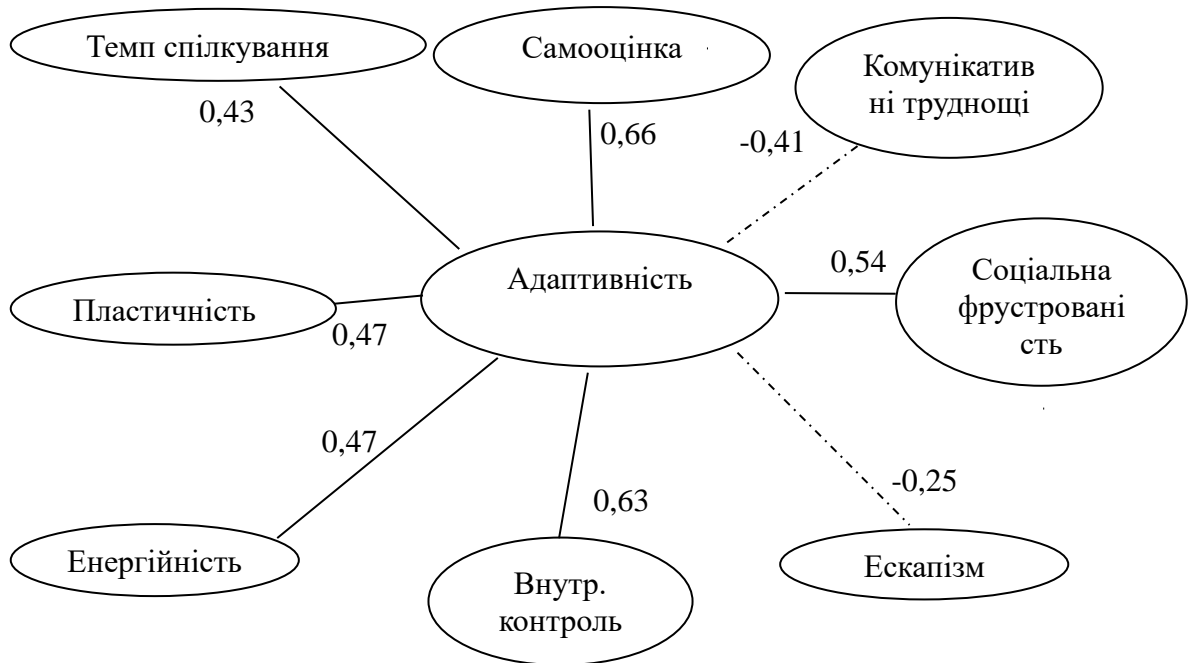 Темп спілкування
Самооцінка
Комунікатив
ні труднощі
0,43
0,66
-0,41
Адаптивність
0,54
Соціальна
фрустровані
сть
Пластичність
0,47
0,47
-0,25
0,63
Енергійність
Внутр.
контроль
Ескапізм